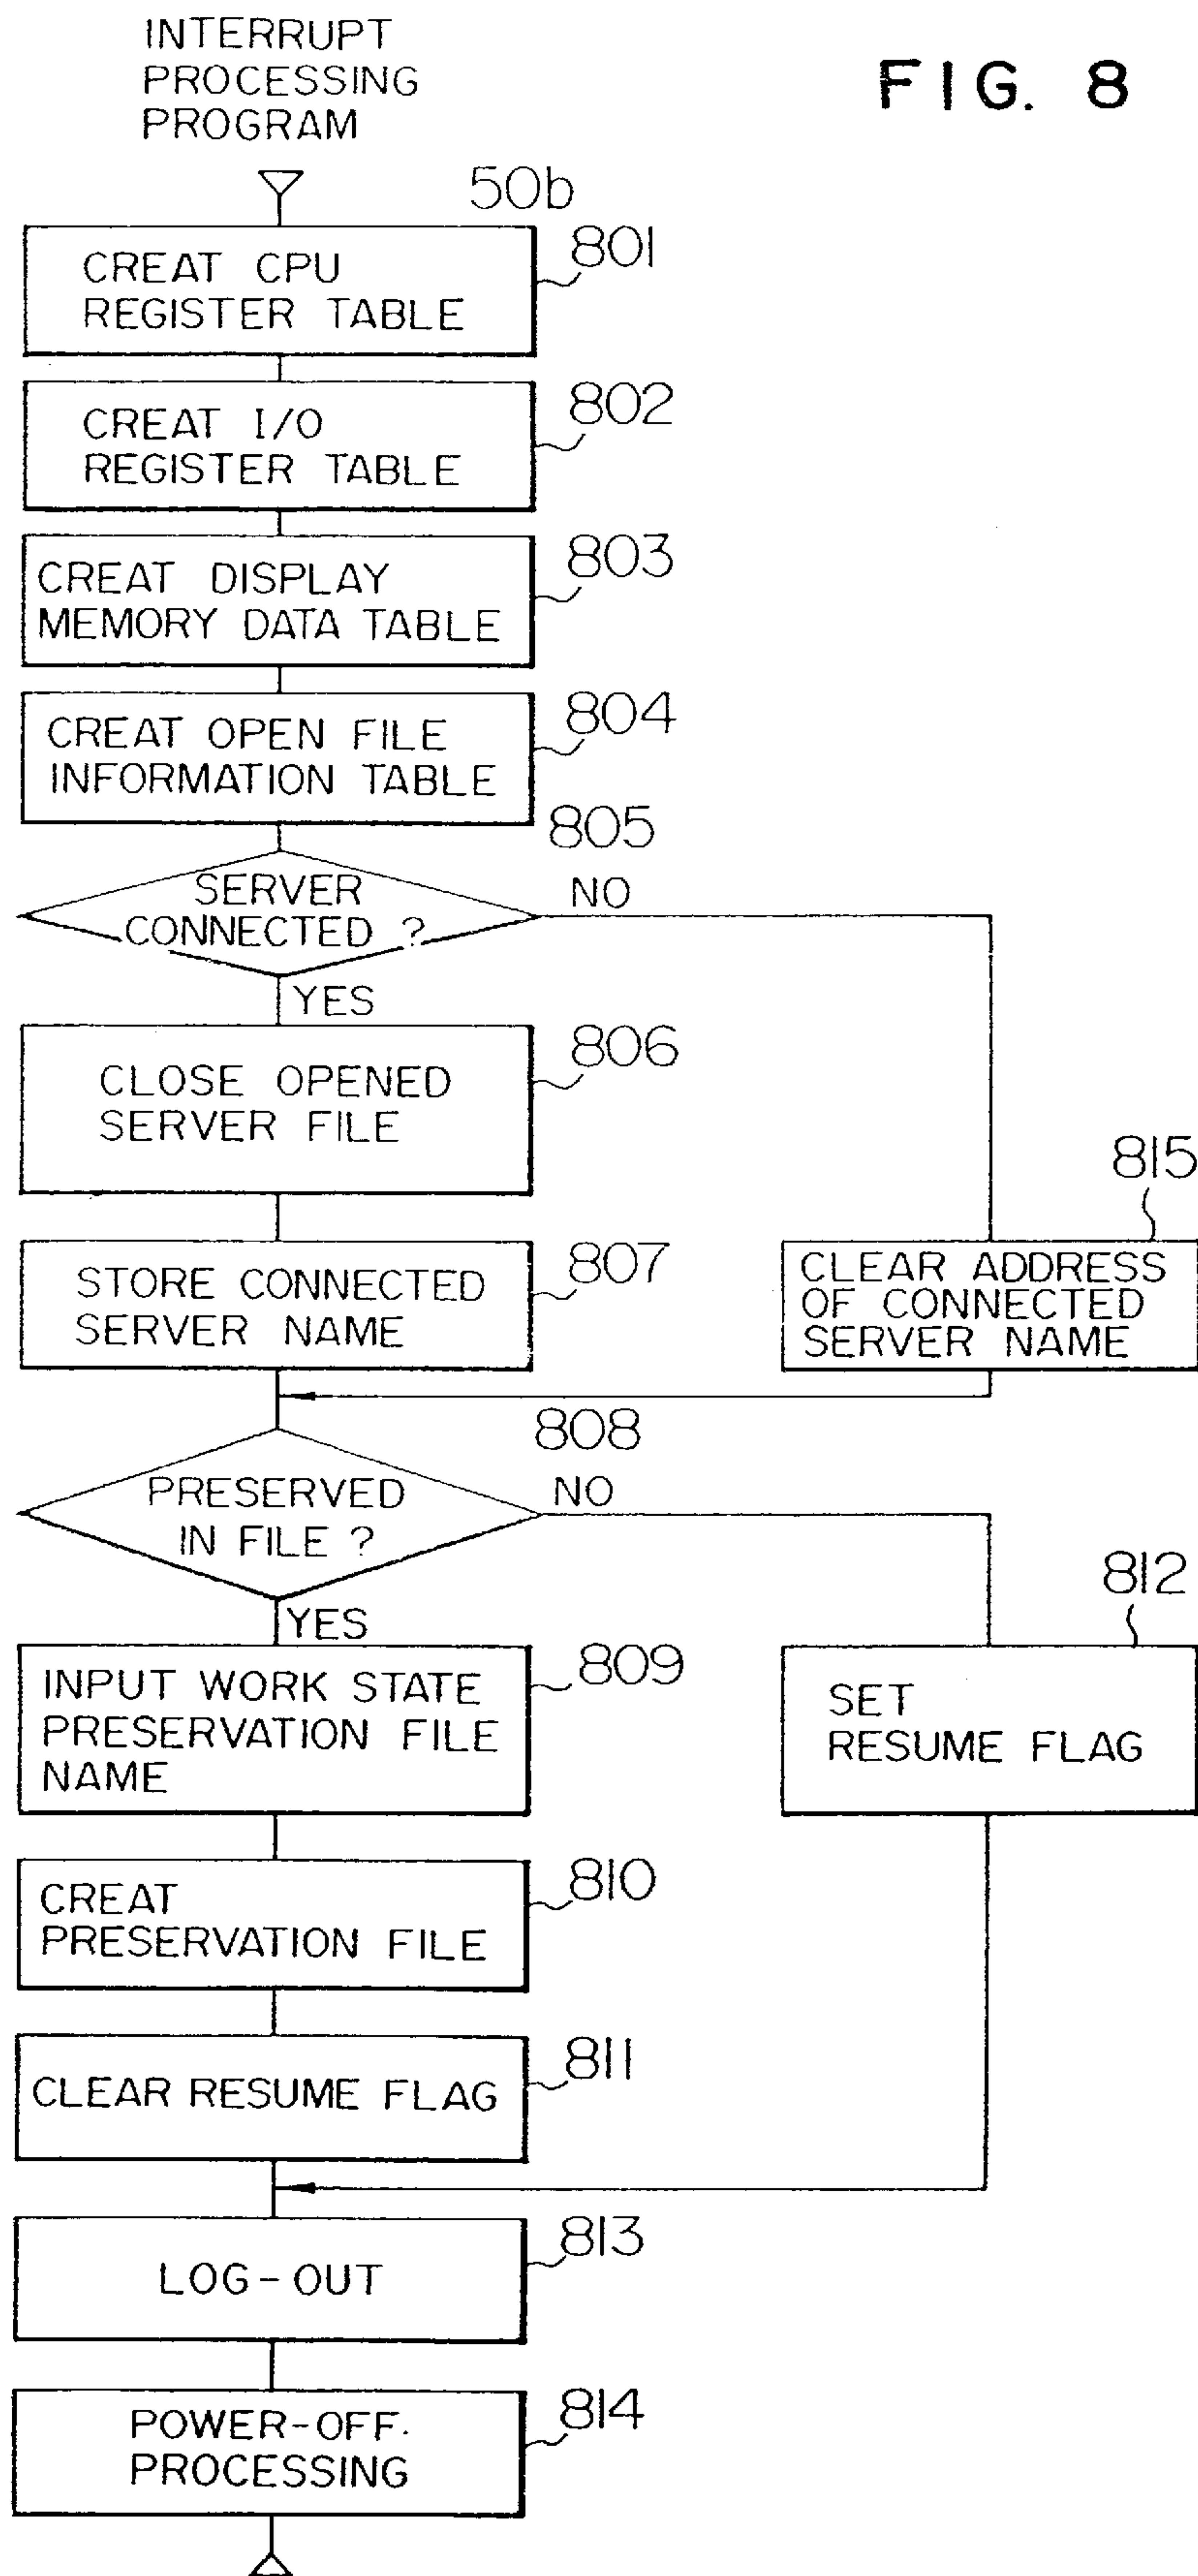 INTERRUPT
PROCESSING
PROGRAM
FIG. 8
50b
CREAT CPU
REGISTER TABLE
801
CREAT I/O
REGISTER TABLE
802
CREAT DISPLAY
MEMORY DATA TABLE
803
CREAT OPEN FILE
INFORMATION TABLE
804
805
SERVER
CONNECTED ?
NO
YES
CLOSE OPENED
SERVER FILE
806
STORE CONNECTED
SERVER NAME
807
815
CLEAR ADDRESS
OF CONNECTED
SERVER NAME
808
PRESERVED
IN FILE ?
NO
YES
INPUT WORK STATE
PRESERVATION FILE
NAME
809
812
SET
RESUME FLAG
CREAT
PRESERVATION FILE
810
CLEAR RESUME FLAG
811
LOG-OUT
813
POWER-OFF
PROCESSING
814